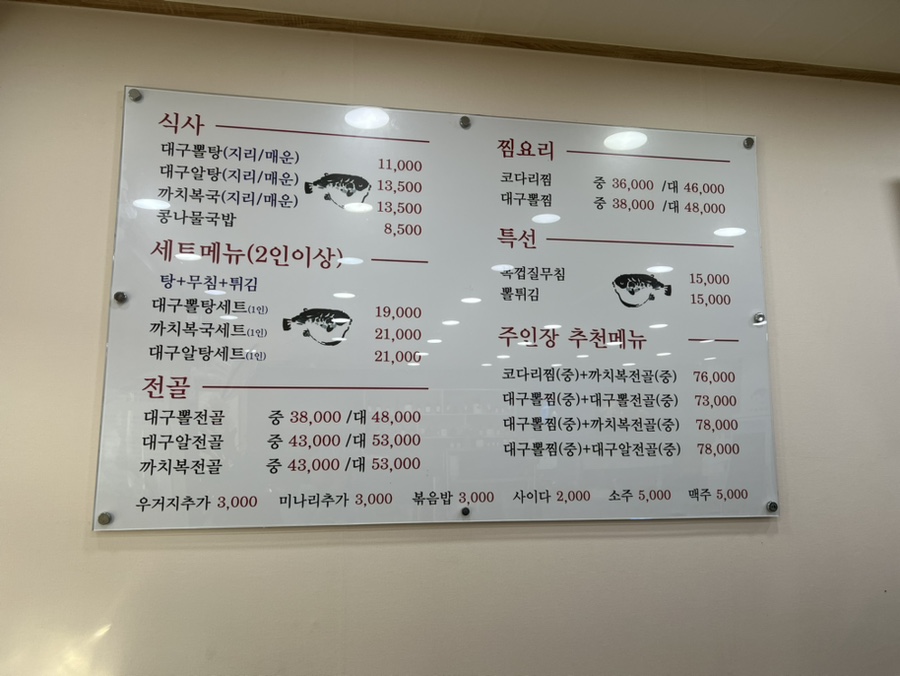 식사
대구뽈탕(지리/매운) 11,000
대구알탕(지리/매운) 13,500
까치복국(지리/매운) 13,500
콩나물국밥 8,500
세트메뉴(2인이상)
탕+무침+튀김
대구뽈탕세트(1인) 19,000
까치복국세트(1인) 21,000
대구알탕세트(1인) 21,000
전골
대구뽈전골 중 38,000 /대 48,000
대구알전골 중 43,000 /대 53,000
까치복전골 중 43,000 /대 53,000
찜요리
코다리찜 중 36,000 /대 46,000
대구뽈찜 중 38,000 /대 48,000
특선
복껍질무침 15,000
뽈튀김 15,000
주인장 추천메뉴
코다리찜(중)+까치복전골(중) 76,000
대구뽈찜(중)+대구뽈전골(중) 73,000
대구뽈찜(중)+까치복전골(중) 78,000
대구뽈찜(중)+대구알전골(중) 78,000
우거지추가 3,000 미나리추가 3,000 볶음밥 3,000 사이다 2,000 소주 5,000 맥주 5,000